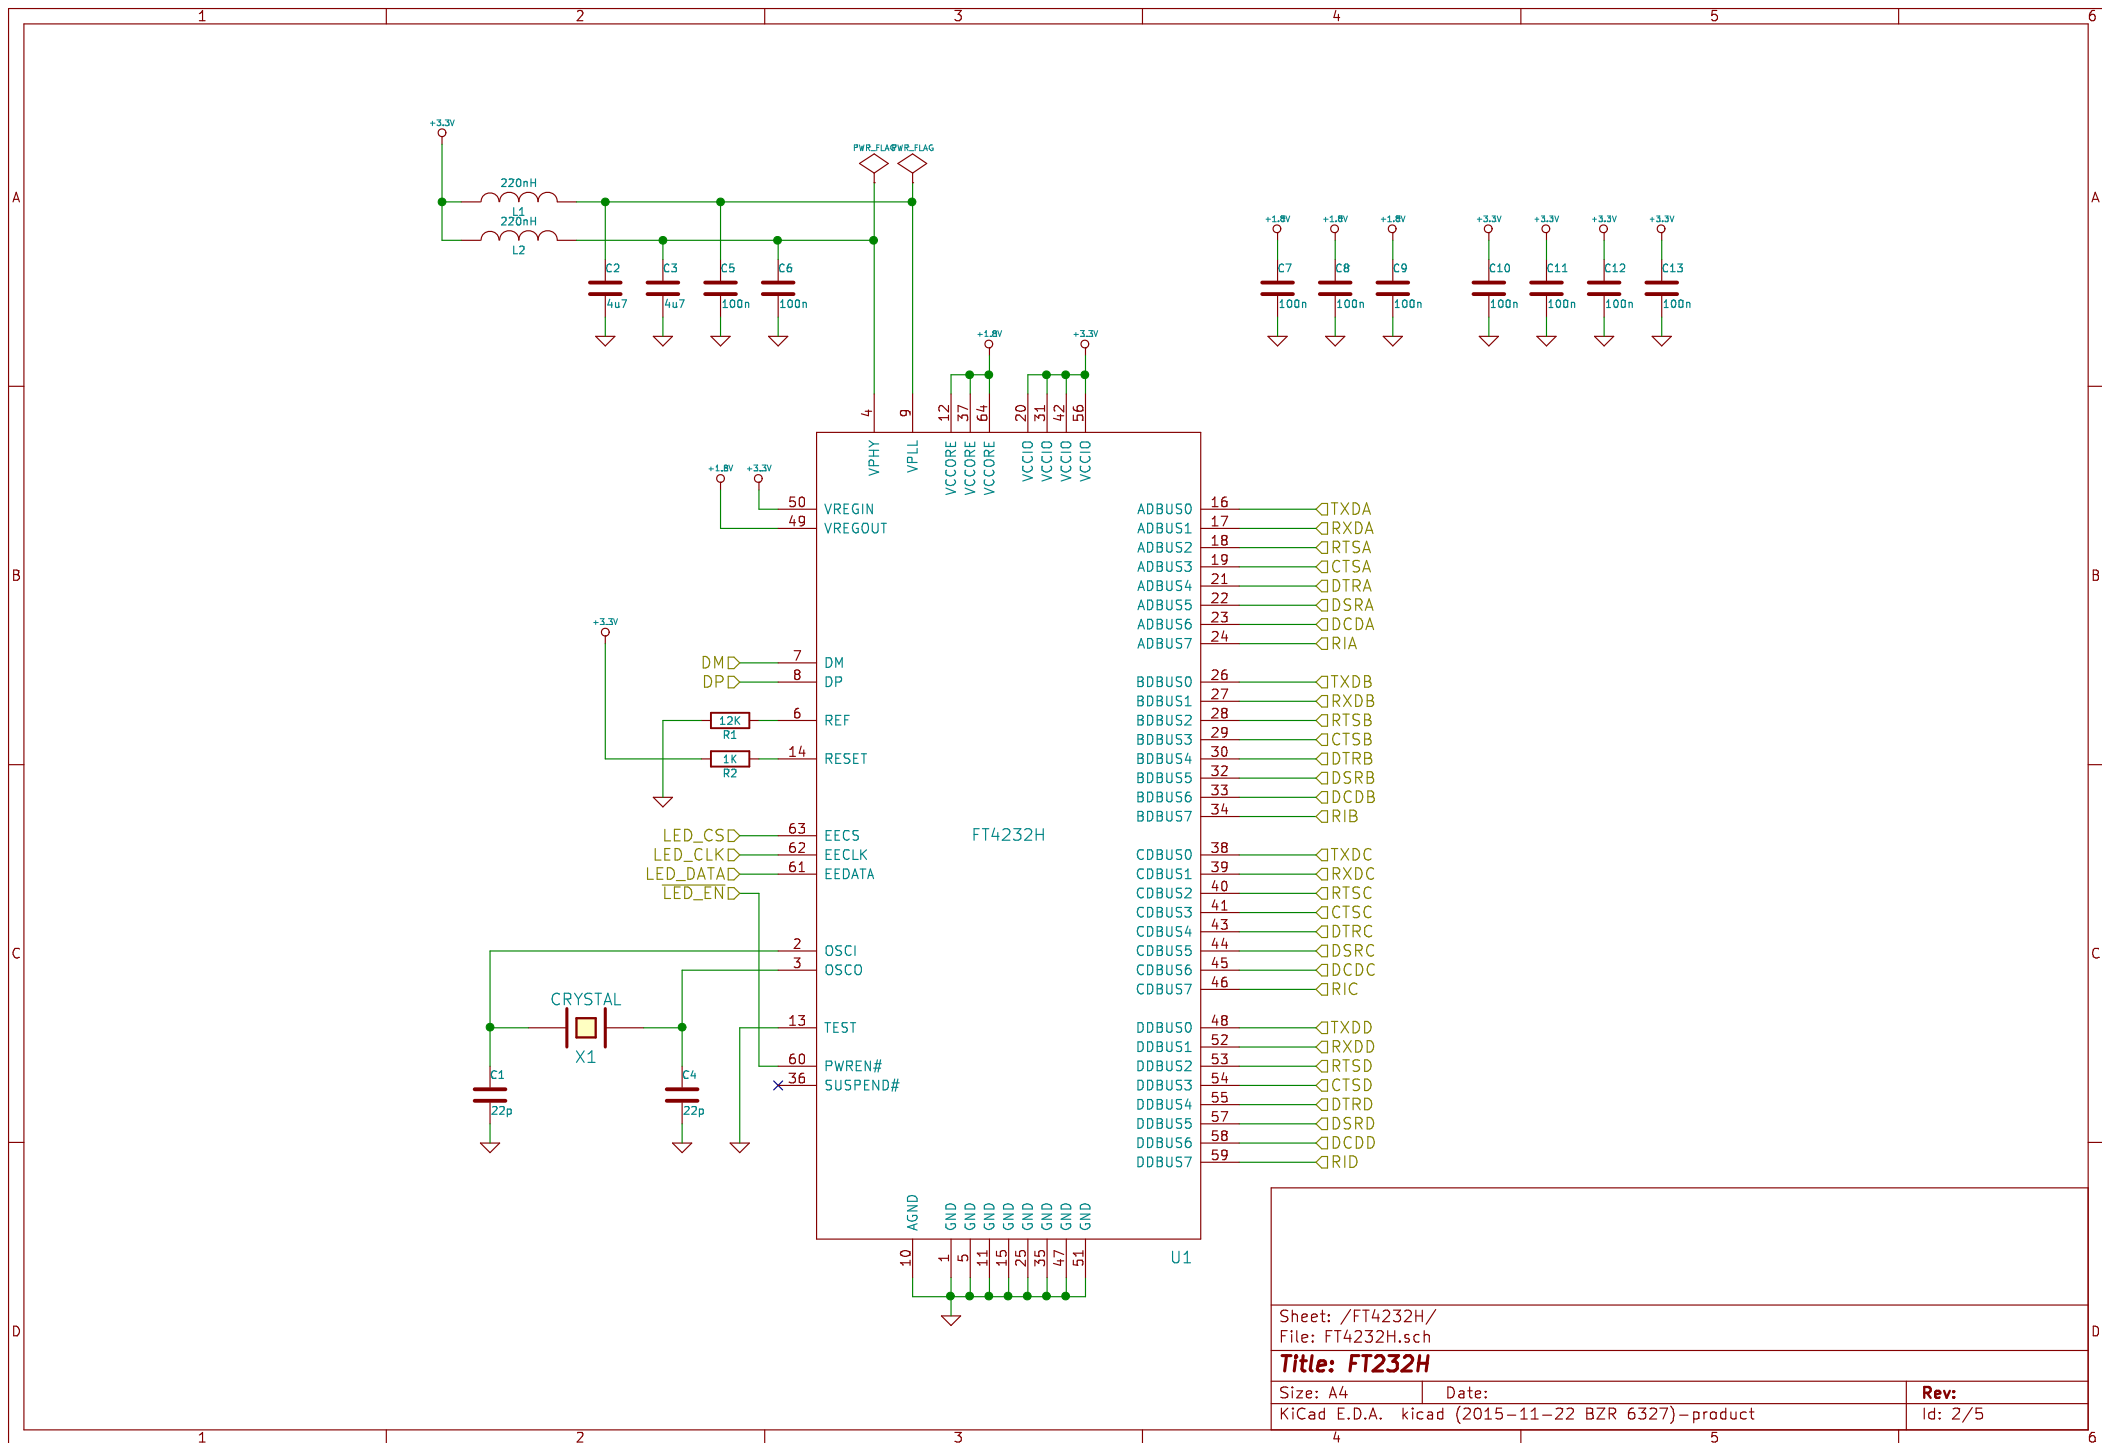 1 2 3 4 5 6
A A
B B
C C
D D
+3.3V
220nH
L1
220nH
L2
PWR_FLAG PWR_FLAG
C2 C3 C5 C6
4u7 4u7 100n 100n
+1.8V +1.8V +1.8V +3.3V +3.3V +3.3V +3.3V
C7 C8 C9 C10 C11 C12 C13
100n 100n 100n 100n 100n 100n 100n
+1.8V +3.3V
4 9 12 37 64 20 31 42 56
VPHY VPLL VCCORE VCCORE VCCORE VCCIO VCCIO VCCIO VCCIO
+1.8V +3.3V
50 VREGIN
49 VREGOUT
+3.3V
DM 7 DM
DP 8 DP
12K R1 6 REF
1K R2 14 RESET
LED_CS 63 EECS
LED_CLK 62 EECLK
LED_DATA 61 EEDATA
LED_EN
2 OSCI
3 OSCO
CRYSTAL
X1
13 TEST
60 PWREN#
36 SUSPEND#
C1 C4
22p 22p
FT4232H
ADBUS0 16 TXDA
ADBUS1 17 RXDA
ADBUS2 18 RTSA
ADBUS3 19 CTSA
ADBUS4 21 DTRA
ADBUS5 22 DSRA
ADBUS6 23 DCDA
ADBUS7 24 RIA
BDBUS0 26 TXDB
BDBUS1 27 RXDB
BDBUS2 28 RTSB
BDBUS3 29 CTSB
BDBUS4 30 DTRB
BDBUS5 32 DSRB
BDBUS6 33 DCDB
BDBUS7 34 RIB
CDBUS0 38 TXDC
CDBUS1 39 RXDC
CDBUS2 40 RTSC
CDBUS3 41 CTSC
CDBUS4 43 DTRC
CDBUS5 44 DSRC
CDBUS6 45 DCDC
CDBUS7 46 RIC
DDBUS0 48 TXDD
DDBUS1 52 RXDD
DDBUS2 53 RTSD
DDBUS3 54 CTSD
DDBUS4 55 DTRD
DDBUS5 57 DSRD
DDBUS6 58 DCDD
DDBUS7 59 RID
AGND GND GND GND GND GND GND GND GND
10 1 5 11 15 25 35 47 51
U1
Sheet: /FT4232H/
File: FT4232H.sch
Title: FT232H
Size: A4 Date: Rev:
KiCad E.D.A. kicad (2015-11-22 BZR 6327)-product Id: 2/5
1 2 3 4 5 6